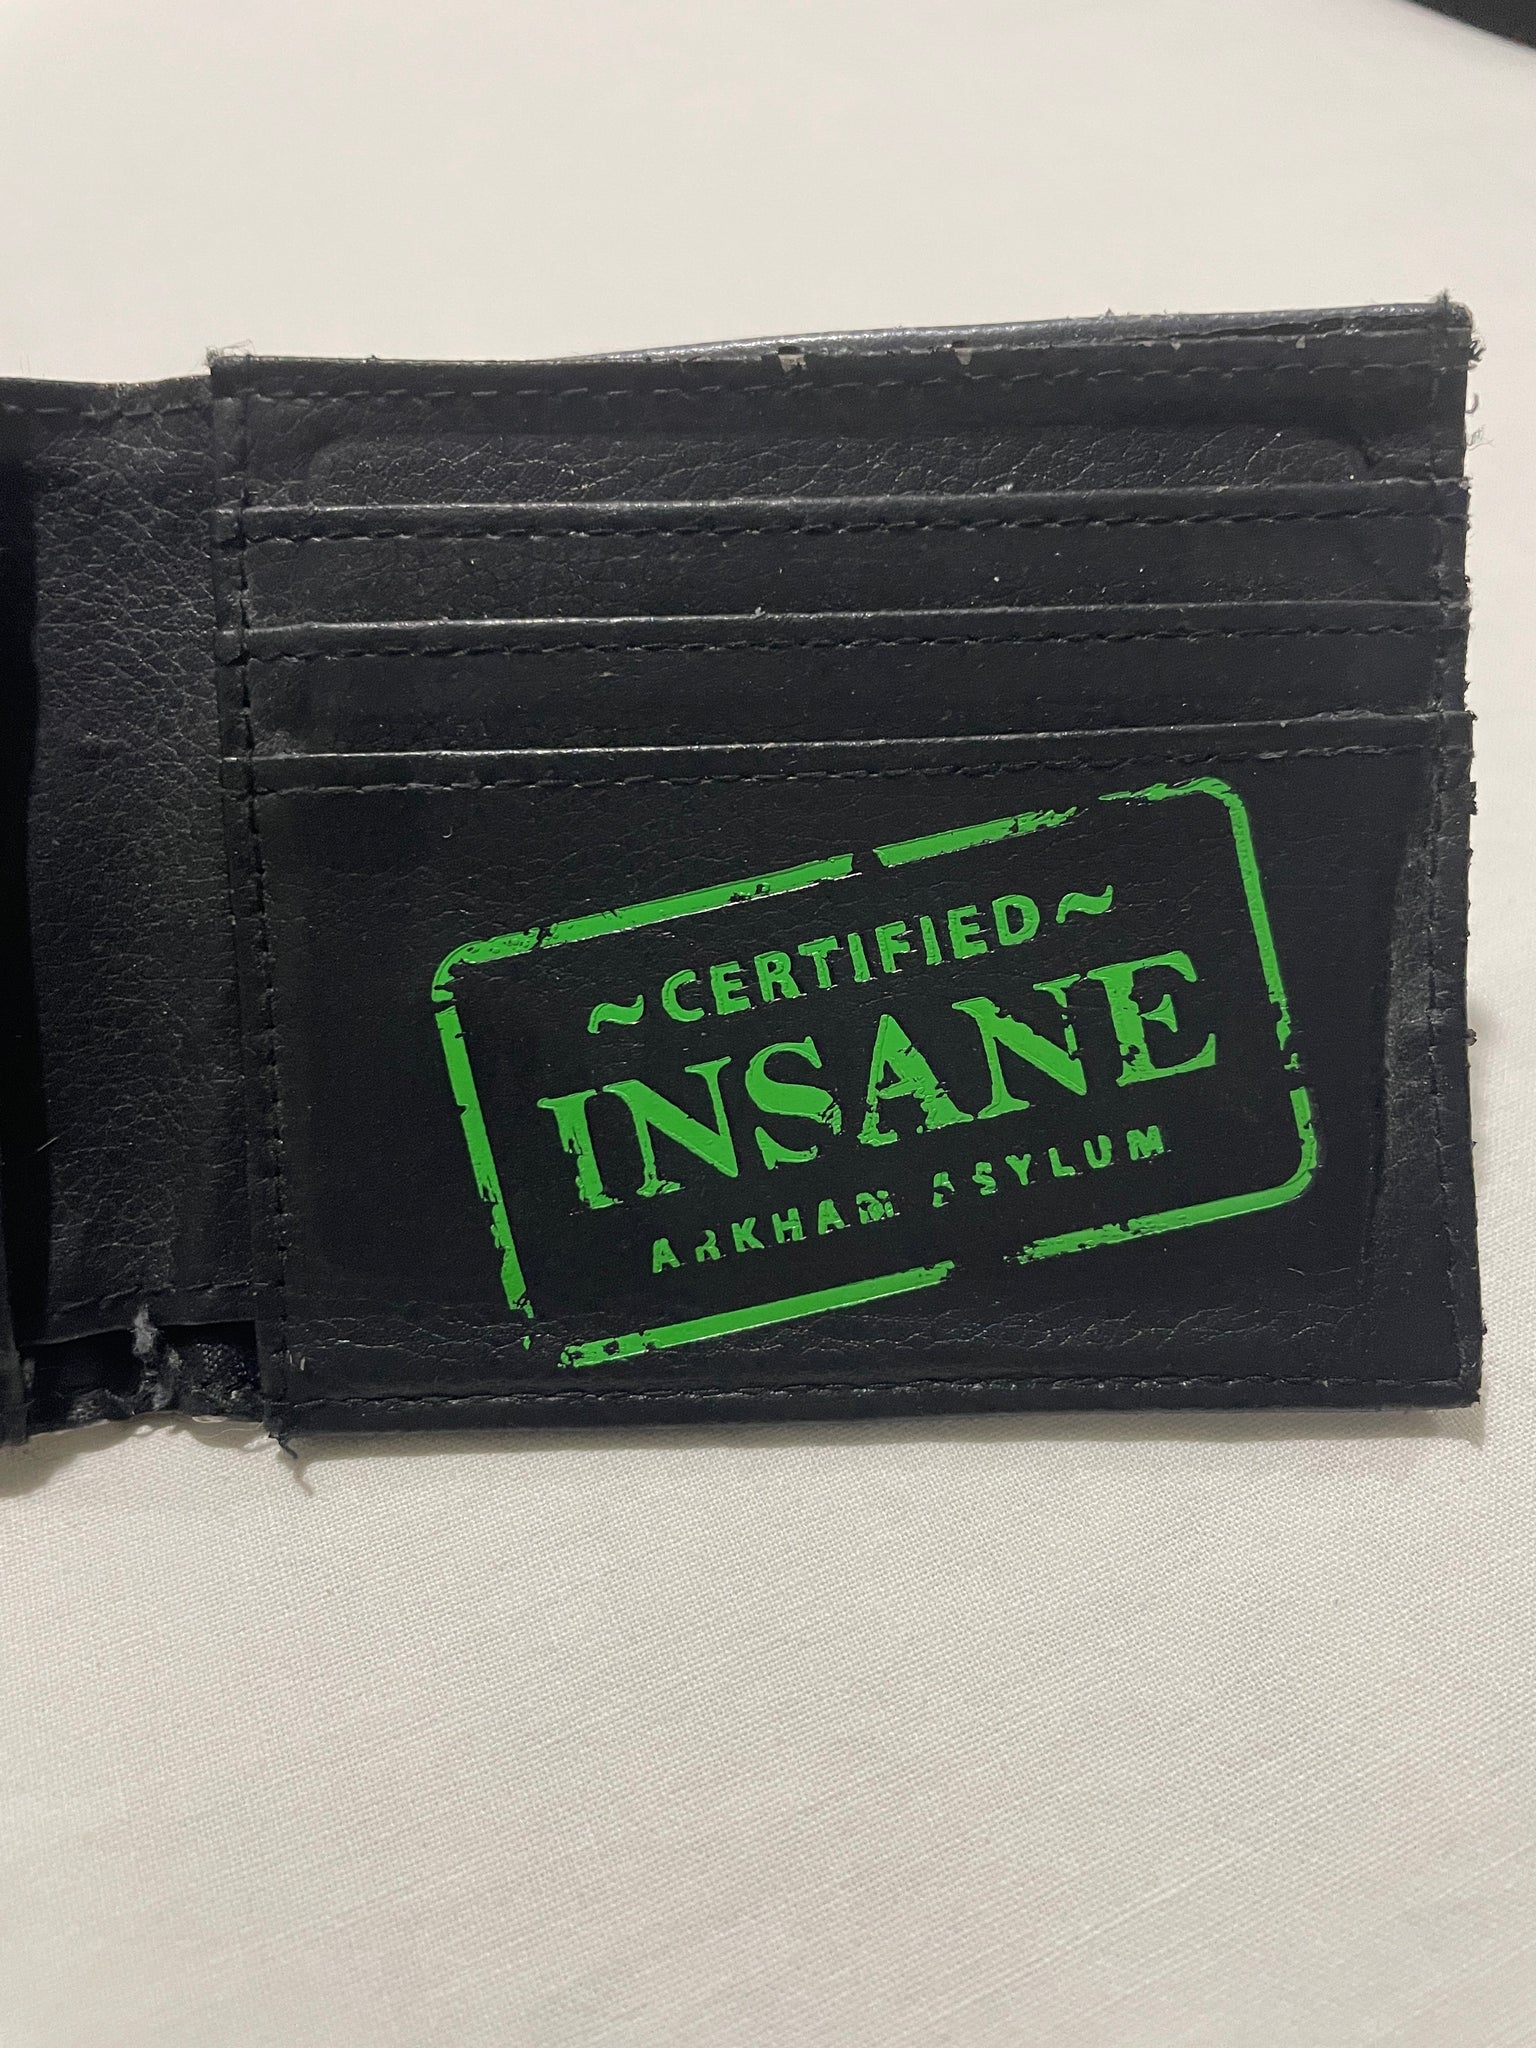 ~CERTIFIED~
INSANE
ARKHAM ASYLUM